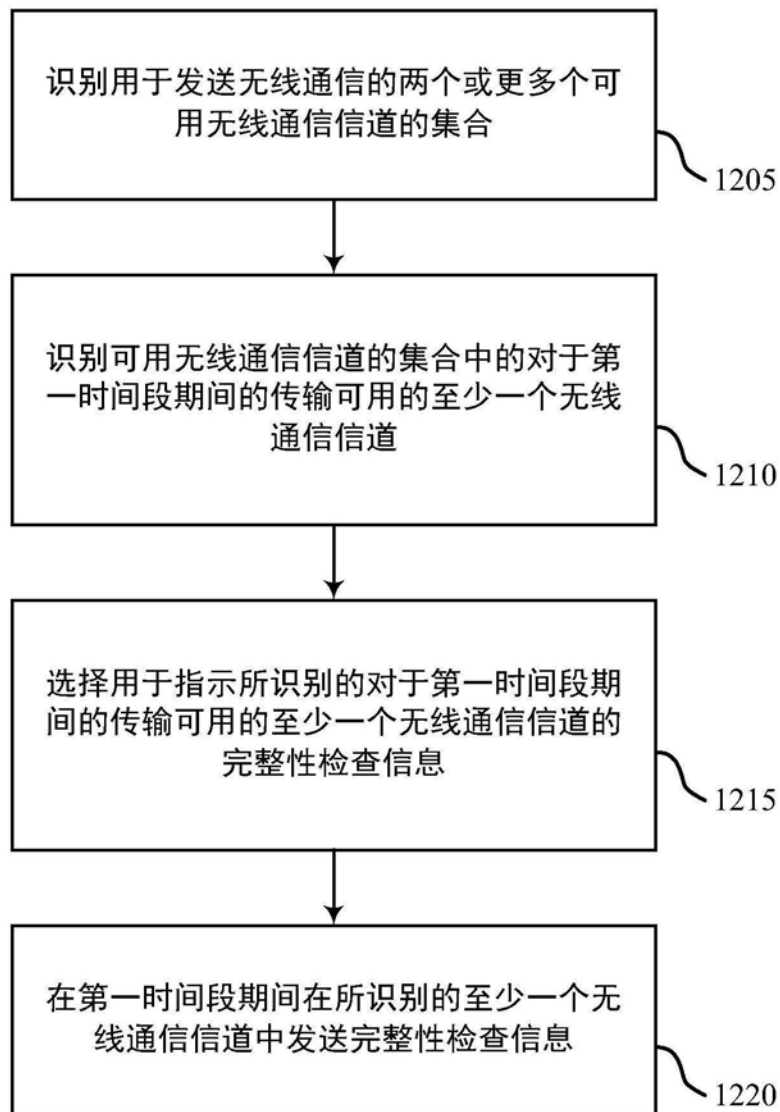 识别用于发送无线通信的两个或更多个可
用无线通信信道的集合
1205
识别可用无线通信信道的集合中的对于第
一时间段期间的传输可用的至少一个无线
通信信道
1210
选择用于指示所识别的对于第一时间段期
间的传输可用的至少一个无线通信信道的
完整性检查信息
1215
在第一时间段期间在所识别的至少一个无
线通信信道中发送完整性检查信息
1220